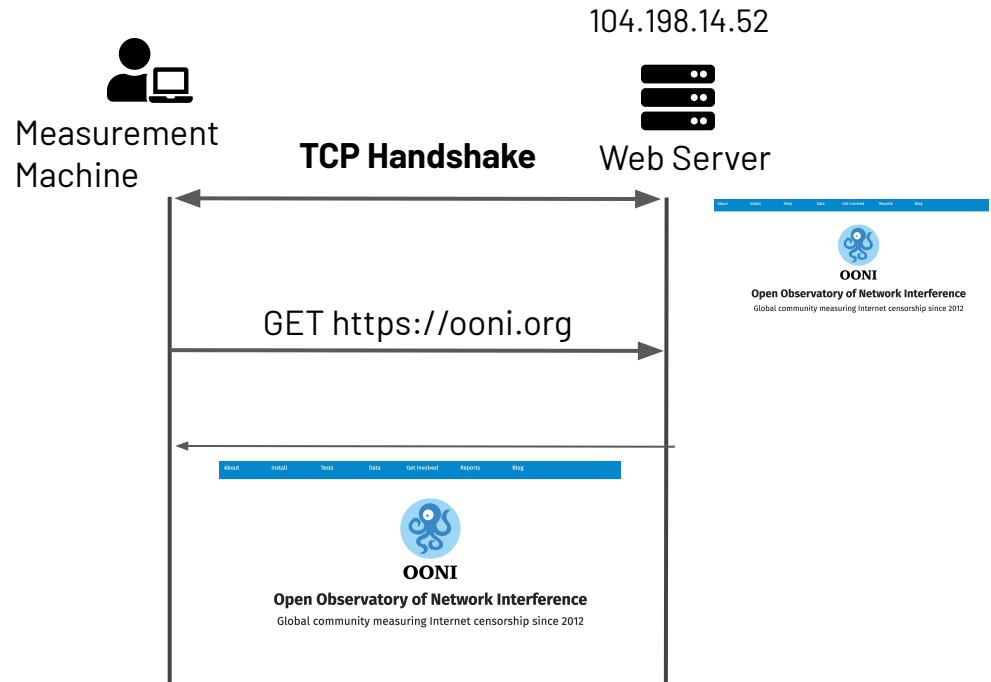 104.198.14.52
Measurement
Machine
TCP Handshake
Web Server
About Install Tests Data Get Involved Reports Blog
OONI
Open Observatory of Network Interference
Global community measuring Internet censorship since 2012
GET https://ooni.org
About Install Tests Data Get Involved Reports Blog
OONI
Open Observatory of Network Interference
Global community measuring Internet censorship since 2012